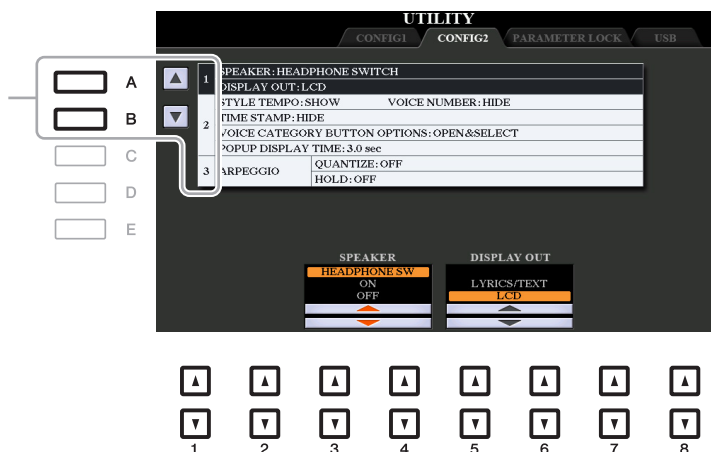 UTILITY
CONFIG1 CONFIG2 PARAMETER LOCK USB
A
B
C
D
E
1 SPEAKER:HEADPHONE SWITCH
DISPLAY OUT:LCD
2 STYLE TEMPO:SHOW VOICE NUMBER:HIDE
TIME STAMP:HIDE
VOICE CATEGORY BUTTON OPTIONS:OPEN&SELECT
POPUP DISPLAY TIME:3.0 sec
3 ARPEGGIO QUANTIZE:OFF
HOLD:OFF
SPEAKER DISPLAY OUT
HEADPHONE SW
ON LYRICS/TEXT
OFF LCD
1 2 3 4 5 6 7 8